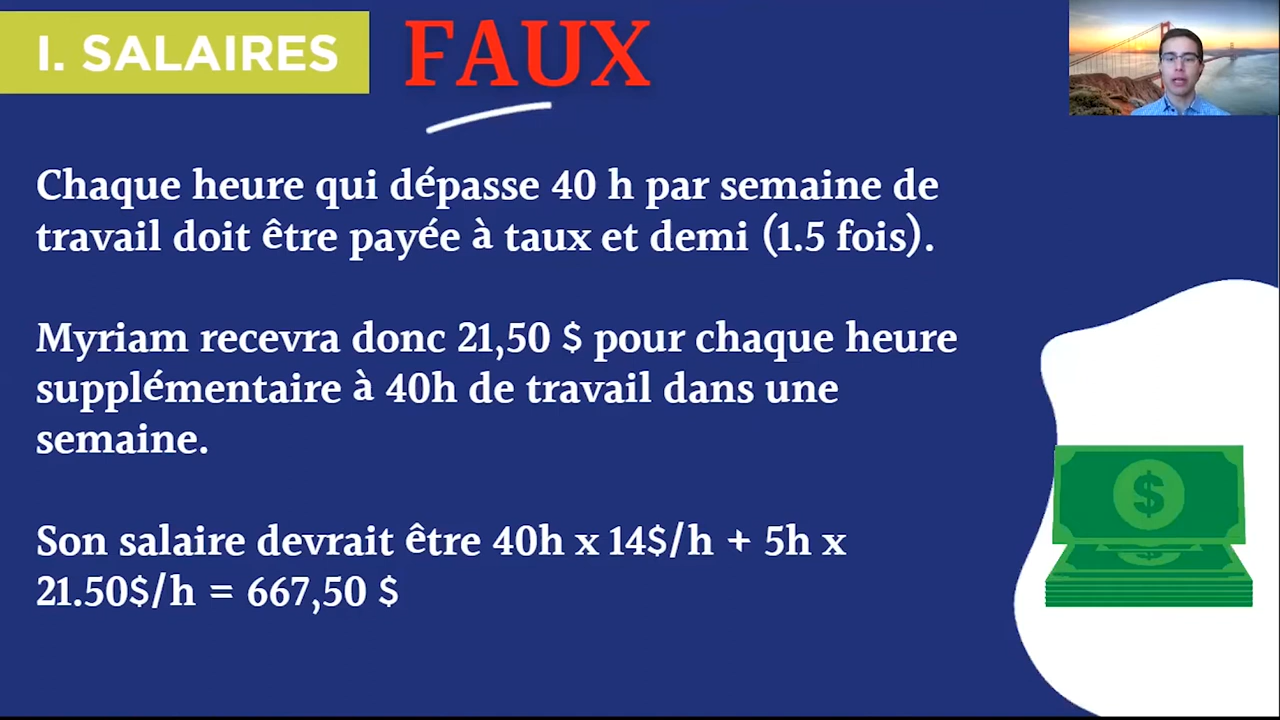 I. SALAIRES
FAUX
Chaque heure qui dépasse 40 h par semaine de
travail doit être payée à taux et demi (1.5 fois).
Myriam recevra donc 21,50 $ pour chaque heure
supplémentaire à 40h de travail dans une
semaine.
Son salaire devrait être 40h x 14$/h + 5h x
21.50$/h = 667,50 $
$
$